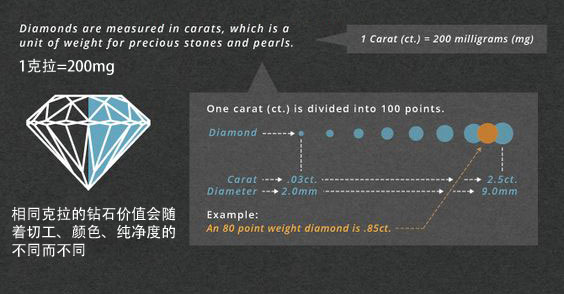 Diamonds are measured in carats, which is a
unit of weight for precious stones and pearls.
1 Carat (ct.) = 200 milligrams (mg)
1克拉=200mg
One carat (ct.) is divided into 100 points.
Diamond
Carat .03ct. 2.5ct.
Diameter 2.0mm 9.0mm
Example:
An 80 point weight diamond is .85ct.
相同克拉的钻石价值会随
着切工、颜色、纯净度的
不同而不同